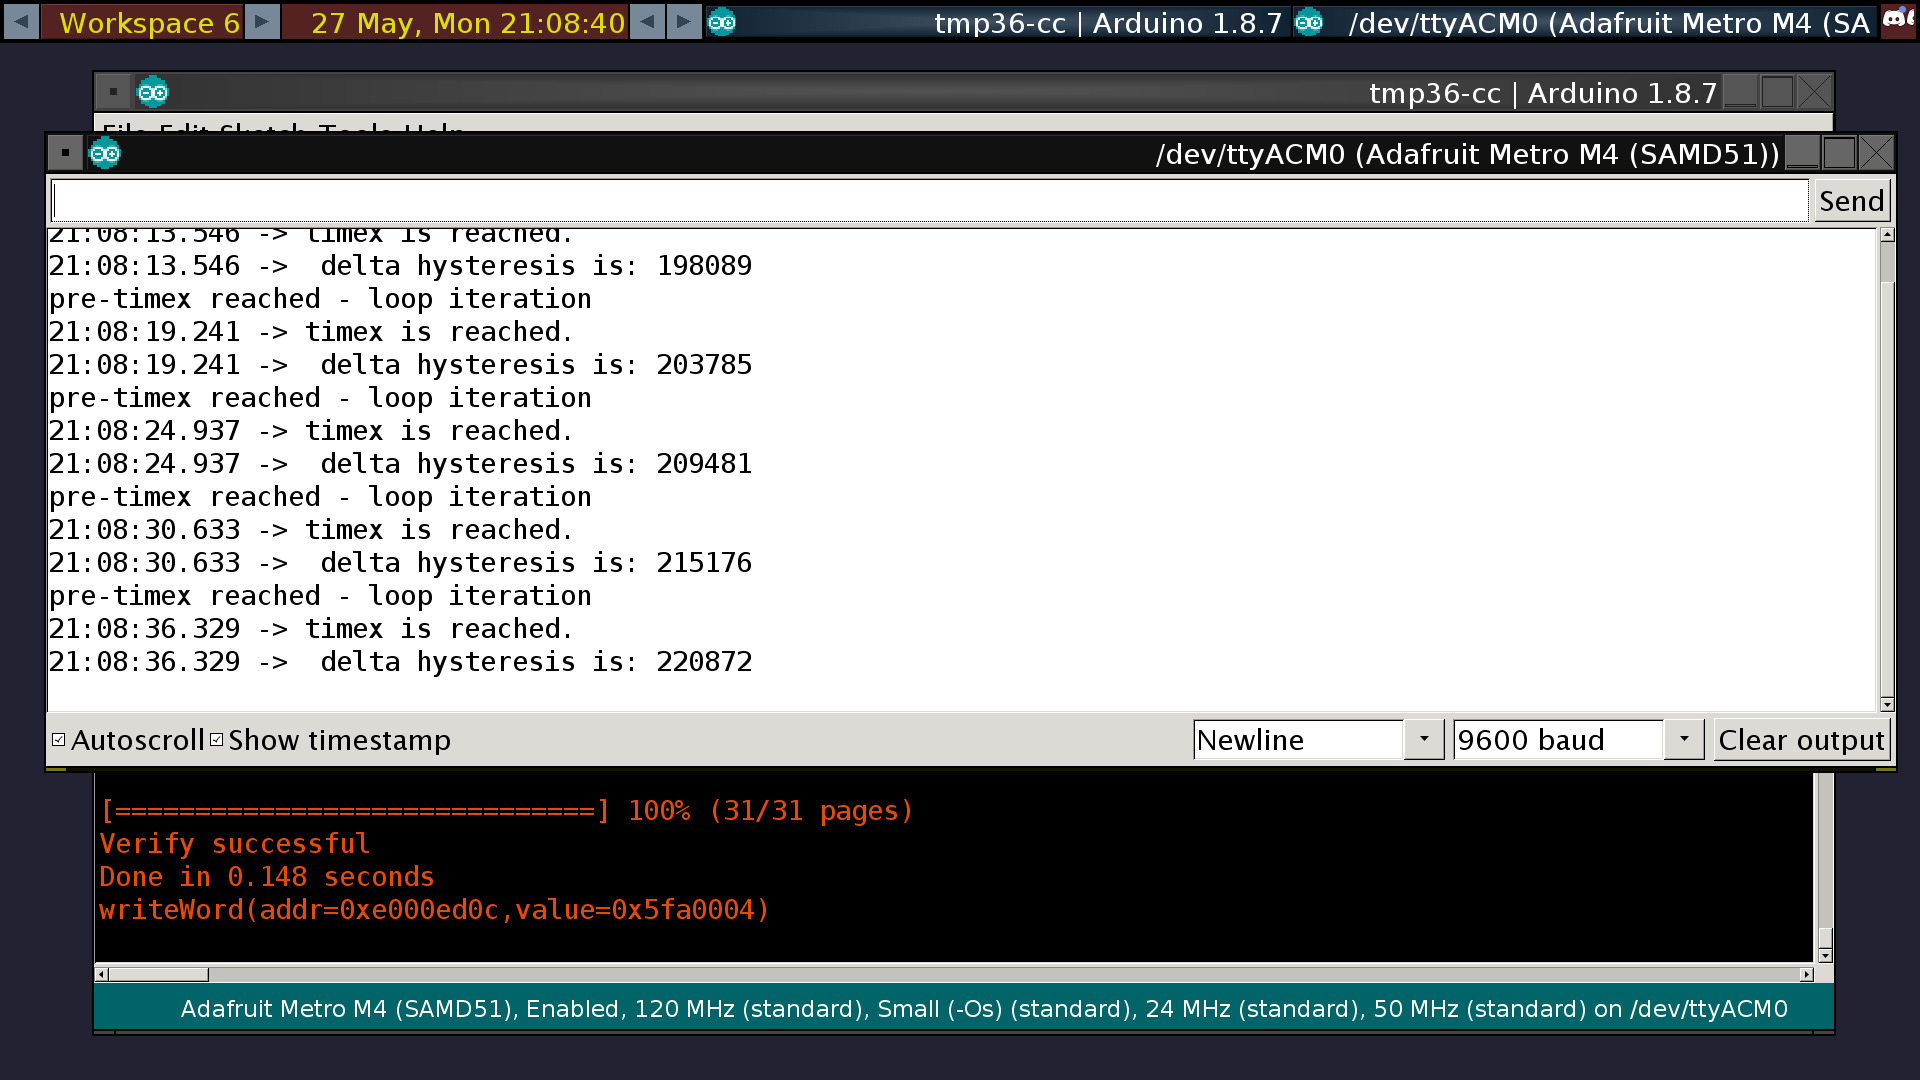 Workspace 6
27 May, Mon 21:08:40
tmp36-cc | Arduino 1.8.7
/dev/ttyACM0 (Adafruit Metro M4 (SA
tmp36-cc | Arduino 1.8.7
File Edit Sketch Tools Help
/dev/ttyACM0 (Adafruit Metro M4 (SAMD51))
Send
21:08:13.546 -> timex is reached.
21:08:13.546 ->  delta hysteresis is: 198089
pre-timex reached - loop iteration
21:08:19.241 -> timex is reached.
21:08:19.241 ->  delta hysteresis is: 203785
pre-timex reached - loop iteration
21:08:24.937 -> timex is reached.
21:08:24.937 ->  delta hysteresis is: 209481
pre-timex reached - loop iteration
21:08:30.633 -> timex is reached.
21:08:30.633 ->  delta hysteresis is: 215176
pre-timex reached - loop iteration
21:08:36.329 -> timex is reached.
21:08:36.329 ->  delta hysteresis is: 220872
Autoscroll Show timestamp Newline 9600 baud Clear output
[==============================] 100% (31/31 pages)
Verify successful
Done in 0.148 seconds
writeWord(addr=0xe000ed0c,value=0x5fa0004)
Adafruit Metro M4 (SAMD51), Enabled, 120 MHz (standard), Small (-Os) (standard), 24 MHz (standard), 50 MHz (standard) on /dev/ttyACM0